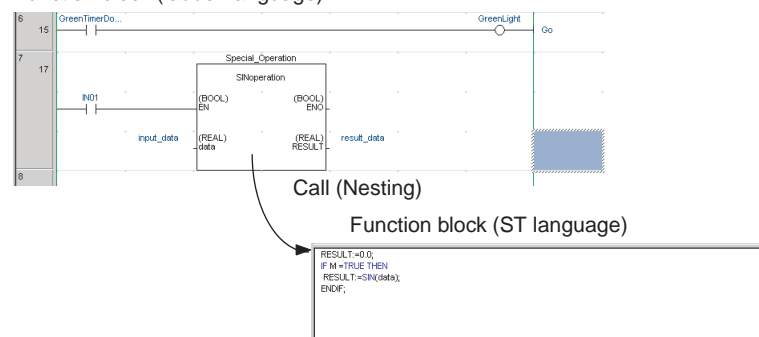 6
GreenTimerDo...
GreenLight
15
Go
7
17
Special_Operation
SINoperation
IN01
(BOOL)
EN
(BOOL)
ENO
input_data
(REAL)
data
(REAL)
RESULT
result_data
8
Call (Nesting)
Function block (ST language)
RESULT:=0.0;
IF M =TRUE THEN
RESULT:=SIN(data);
ENDIF;